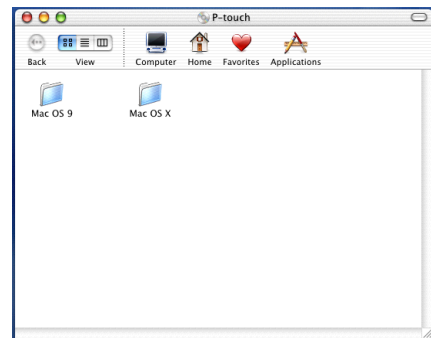 P-touch
Back View Computer Home Favorites Applications
Mac OS 9 Mac OS X